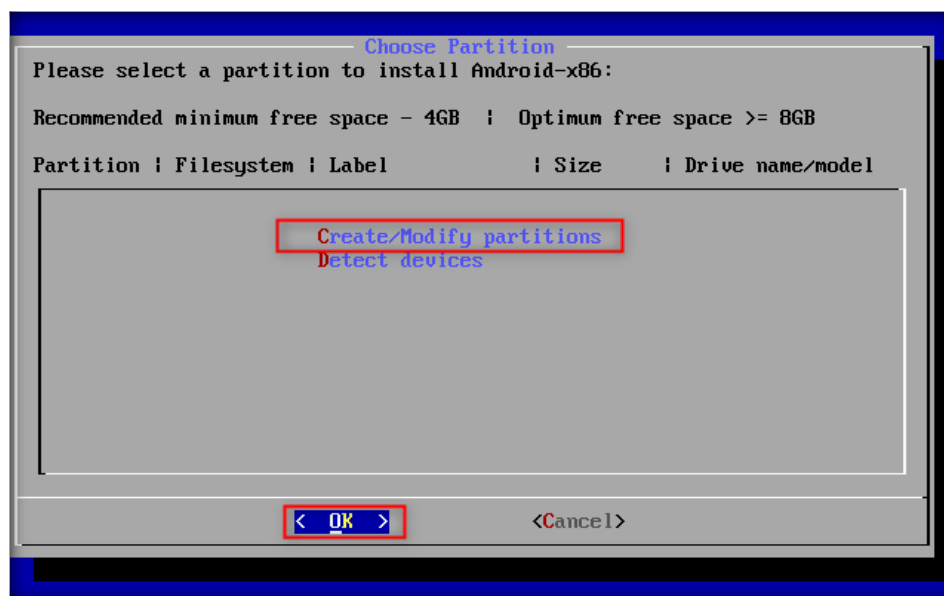 Choose Partition
Please select a partition to install Android-x86:
Recommended minimum free space - 4GB ¦ Optimum free space >= 8GB
Partition ¦ Filesystem ¦ Label ¦ Size ¦ Drive name/model
Create/Modify partitions
Detect devices
< OK > <Cancel>